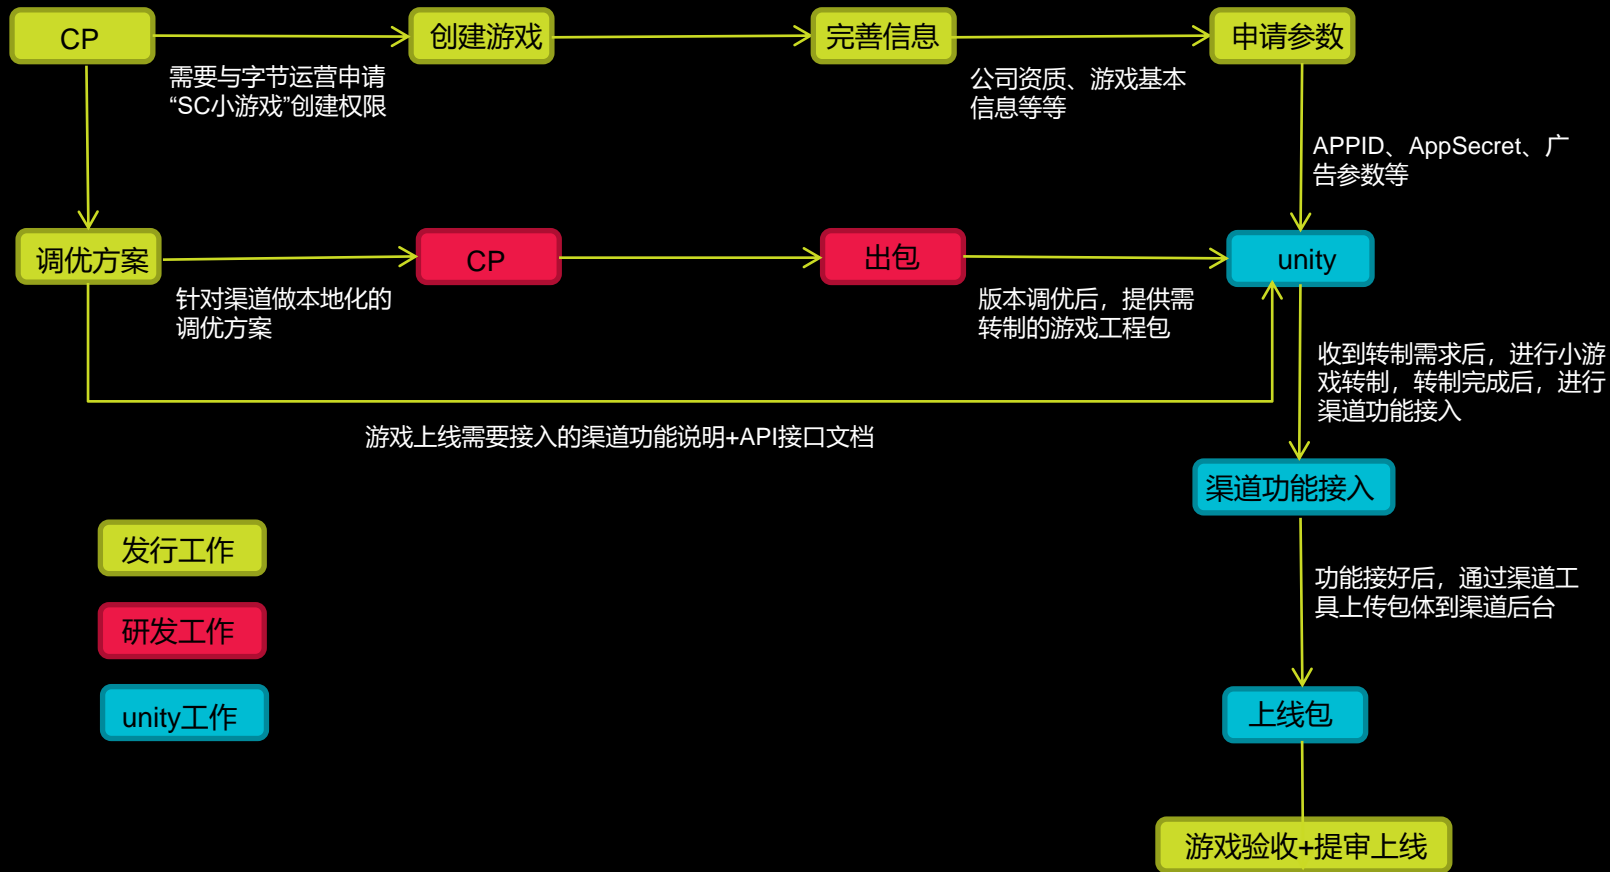 CP
创建游戏
完善信息
申请参数
需要与字节运营申请
“SC小游戏”创建权限
公司资质、游戏基本
信息等等
APPID、AppSecret、广
告参数等
调优方案
CP
出包
unity
针对渠道做本地化的
调优方案
版本调优后，提供需
转制的游戏工程包
收到转制需求后，进行小游
戏转制，转制完成后，进行
渠道功能接入
游戏上线需要接入的渠道功能说明+API接口文档
渠道功能接入
发行工作
功能接好后，通过渠道工
具上传包体到渠道后台
研发工作
unity工作
上线包
游戏验收+提审上线